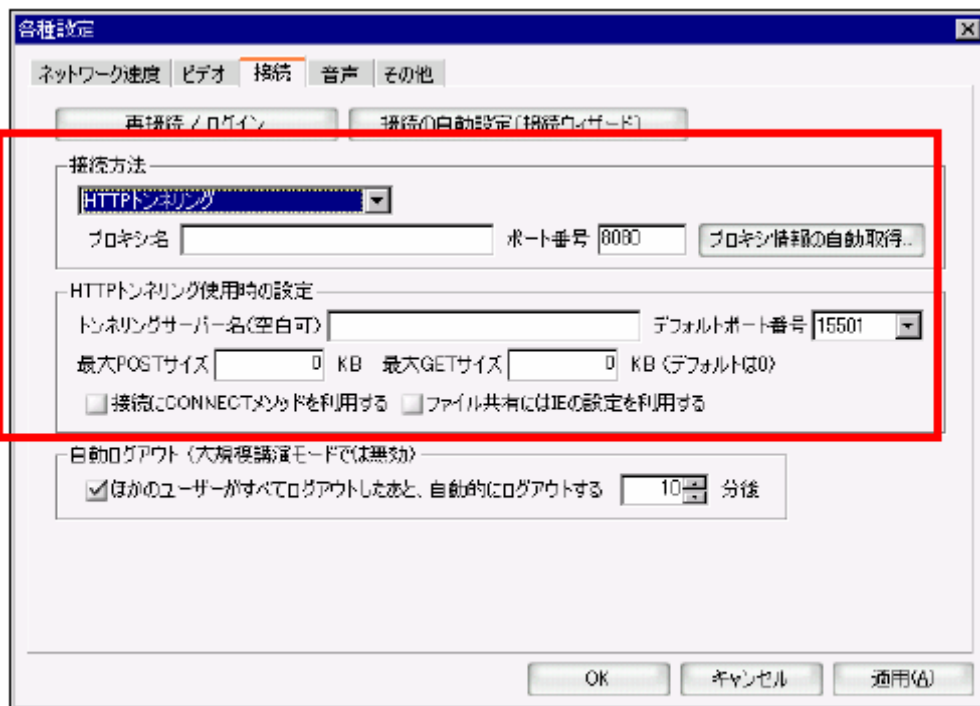 各種設定
ネットワーク速度 ビデオ 接続 音声 その他
再接続 / ログイン 接続の自動設定(接続ウィザード)
接続方法
HTTPトンネリング
プロキシ名 ポート番号 8080 プロキシ情報の自動取得...
HTTPトンネリング使用時の設定
トンネリングサーバー名(空白可) デフォルトポート番号 15501
最大POSTサイズ 0 KB 最大GETサイズ 0 KB (デフォルトは0)
接続にCONNECTメソッドを利用する ファイル共有にはIEの設定を利用する
自動ログアウト (大規模講演モードでは無効)
ほかのユーザーがすべてログアウトしたあと、自動的にログアウトする 10 分後
OK キャンセル 適用(A)